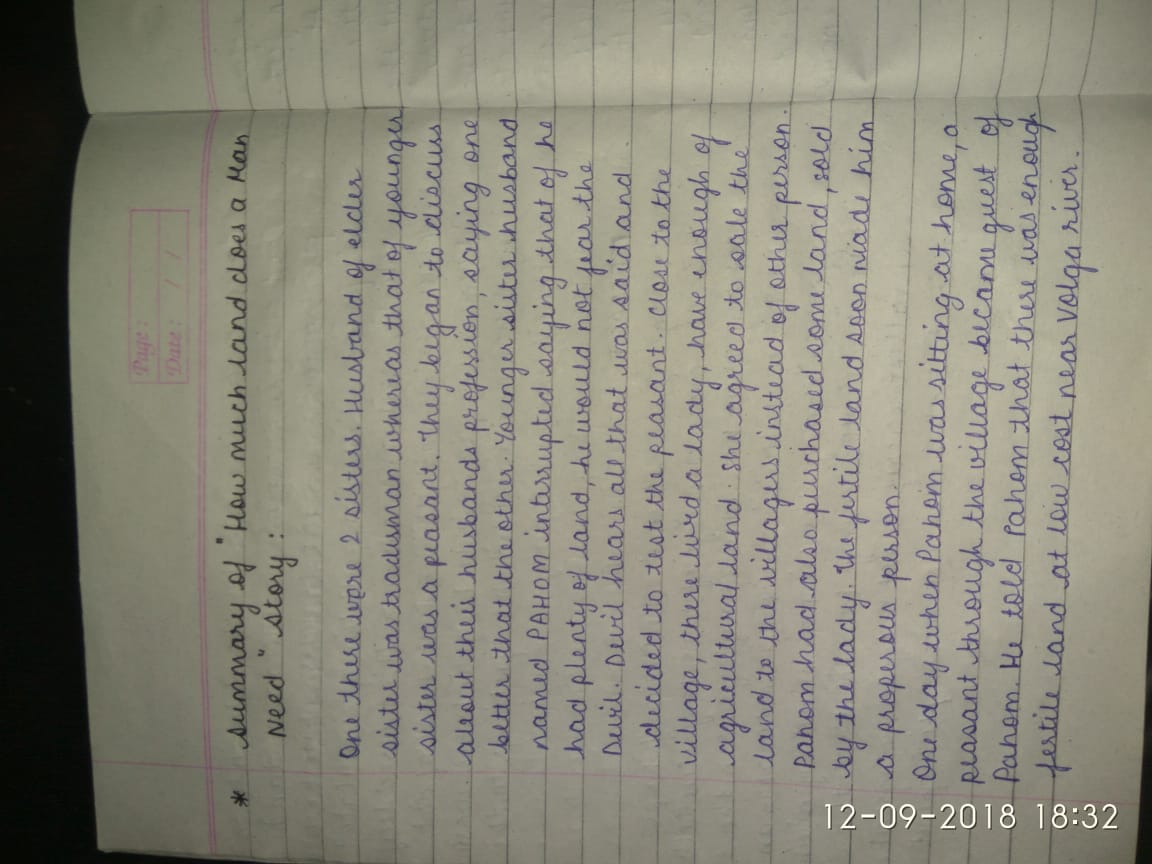 Page :
Date :   /   /
* Summary of "How much land does a Man
Need" Story :
One there were 2 sisters. Husband of elder
sister was tradesman whereas that of younger
sister was a peasant. They began to discuss
about their husbands profession, saying one
better that the other. Younger sister husband
named PAHOM interrupted saying that of he
had plenty of land, he would not fear the
Devil. Devil hears all that was said and
decided to test the peasant. Close to the
village, there lived a lady, have enough of
agricultural land. She agreed to sale the
land to the villagers instead of other person.
Pahom had also purchased some land, sold
by the lady. The fertile land soon made him
a properous person.
One day when Pahom was sitting at home, a
peasant through the village became guest of
Pahom. He told Pahom that there was enough
fertile land at low cost near Volga river.
12-09-2018 18:32